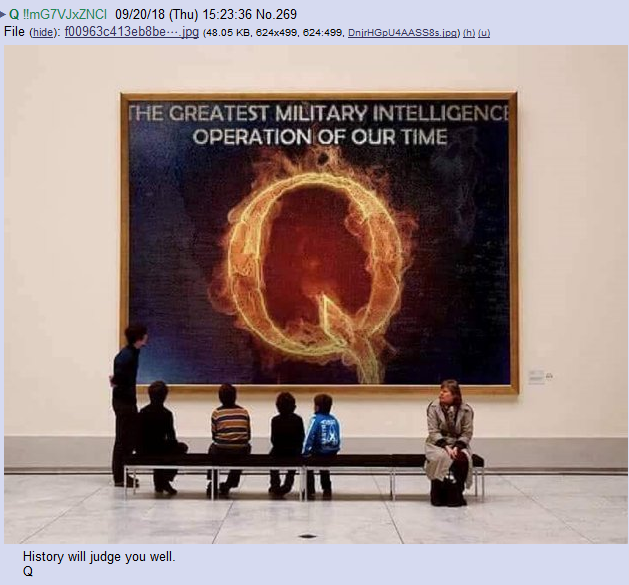 Q !!mG7VJxZNCI 09/20/18 (Thu) 15:23:36 No.269
File (hide): f00963c413eb8be⋯.jpg (48.05 KB, 624x499, 624:499, DnjrHGpU4AASS8s.jpg) (h) (u)
THE GREATEST MILITARY INTELLIGENCE
OPERATION OF OUR TIME
Q
History will judge you well.
Q